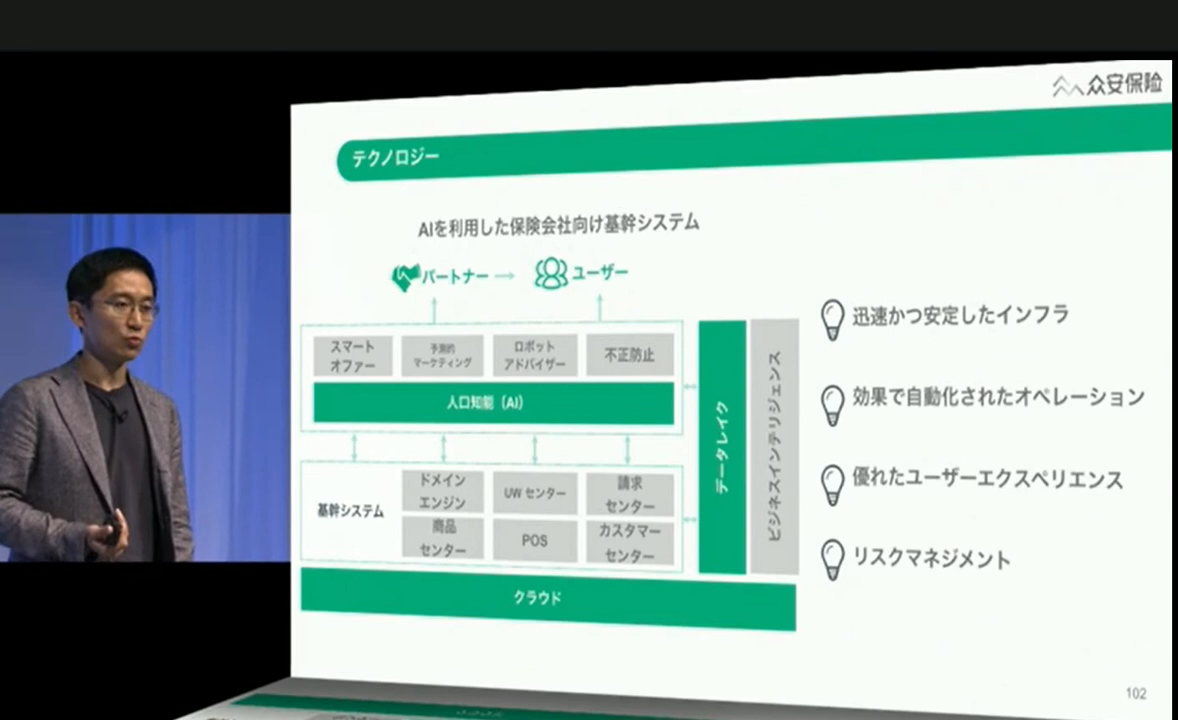 众安保险
テクノロジー
AIを利用した保険会社向け基幹システム
パートナー
ユーザー
スマート
オファー
予測的
マーケティング
ロボット
アドバイザー
不正防止
人口知能（AI）
基幹システム
ドメイン
エンジン
UW センター
請求
センター
商品
センター
POS
カスタマー
センター
クラウド
データレイク
ビジネスインテリジェンス
迅速かつ安定したインフラ
効果で自動化されたオペレーション
優れたユーザーエクスペリエンス
リスクマネジメント
102